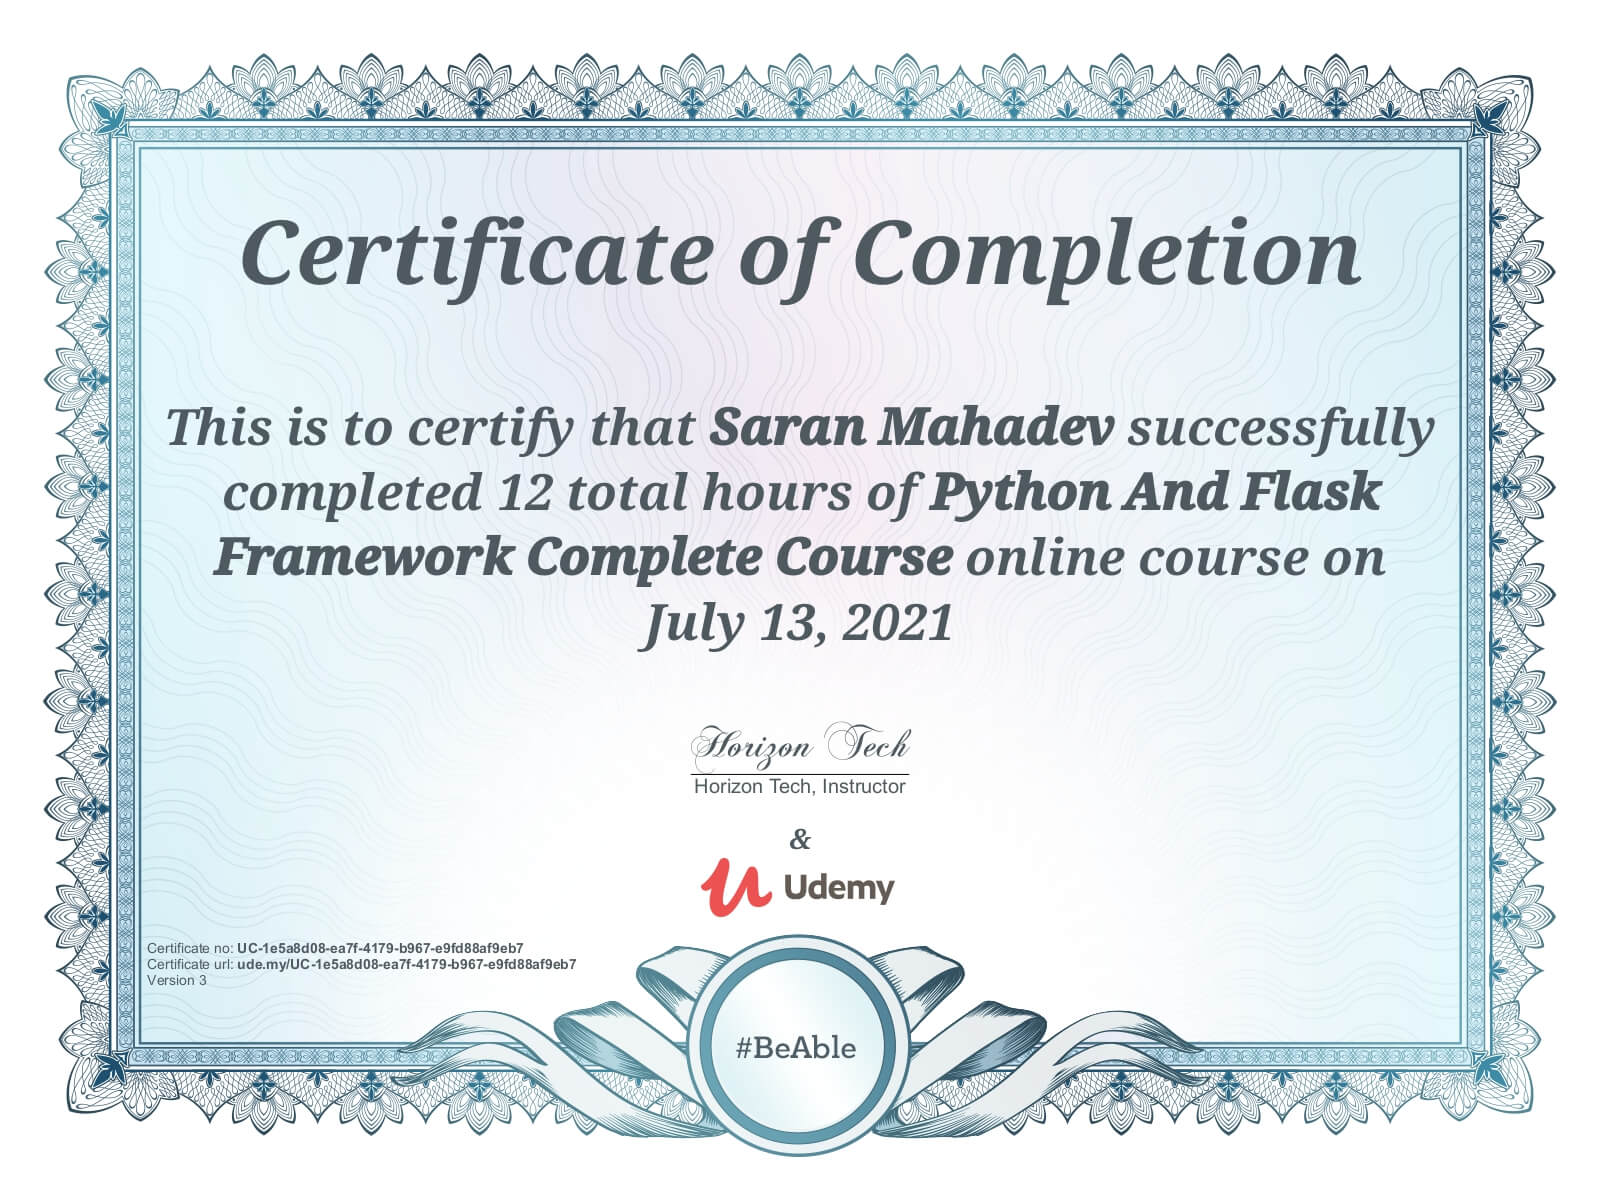 Certificate of Completion
This is to certify that Saran Mahadev successfully
completed 12 total hours of Python And Flask
Framework Complete Course online course on
July 13, 2021
Horizon Tech
Horizon Tech, Instructor
&
Udemy
Certificate no: UC-1e5a8d08-ea7f-4179-b967-e9fd88af9eb7
Certificate url: ude.my/UC-1e5a8d08-ea7f-4179-b967-e9fd88af9eb7
Version 3
#BeAble